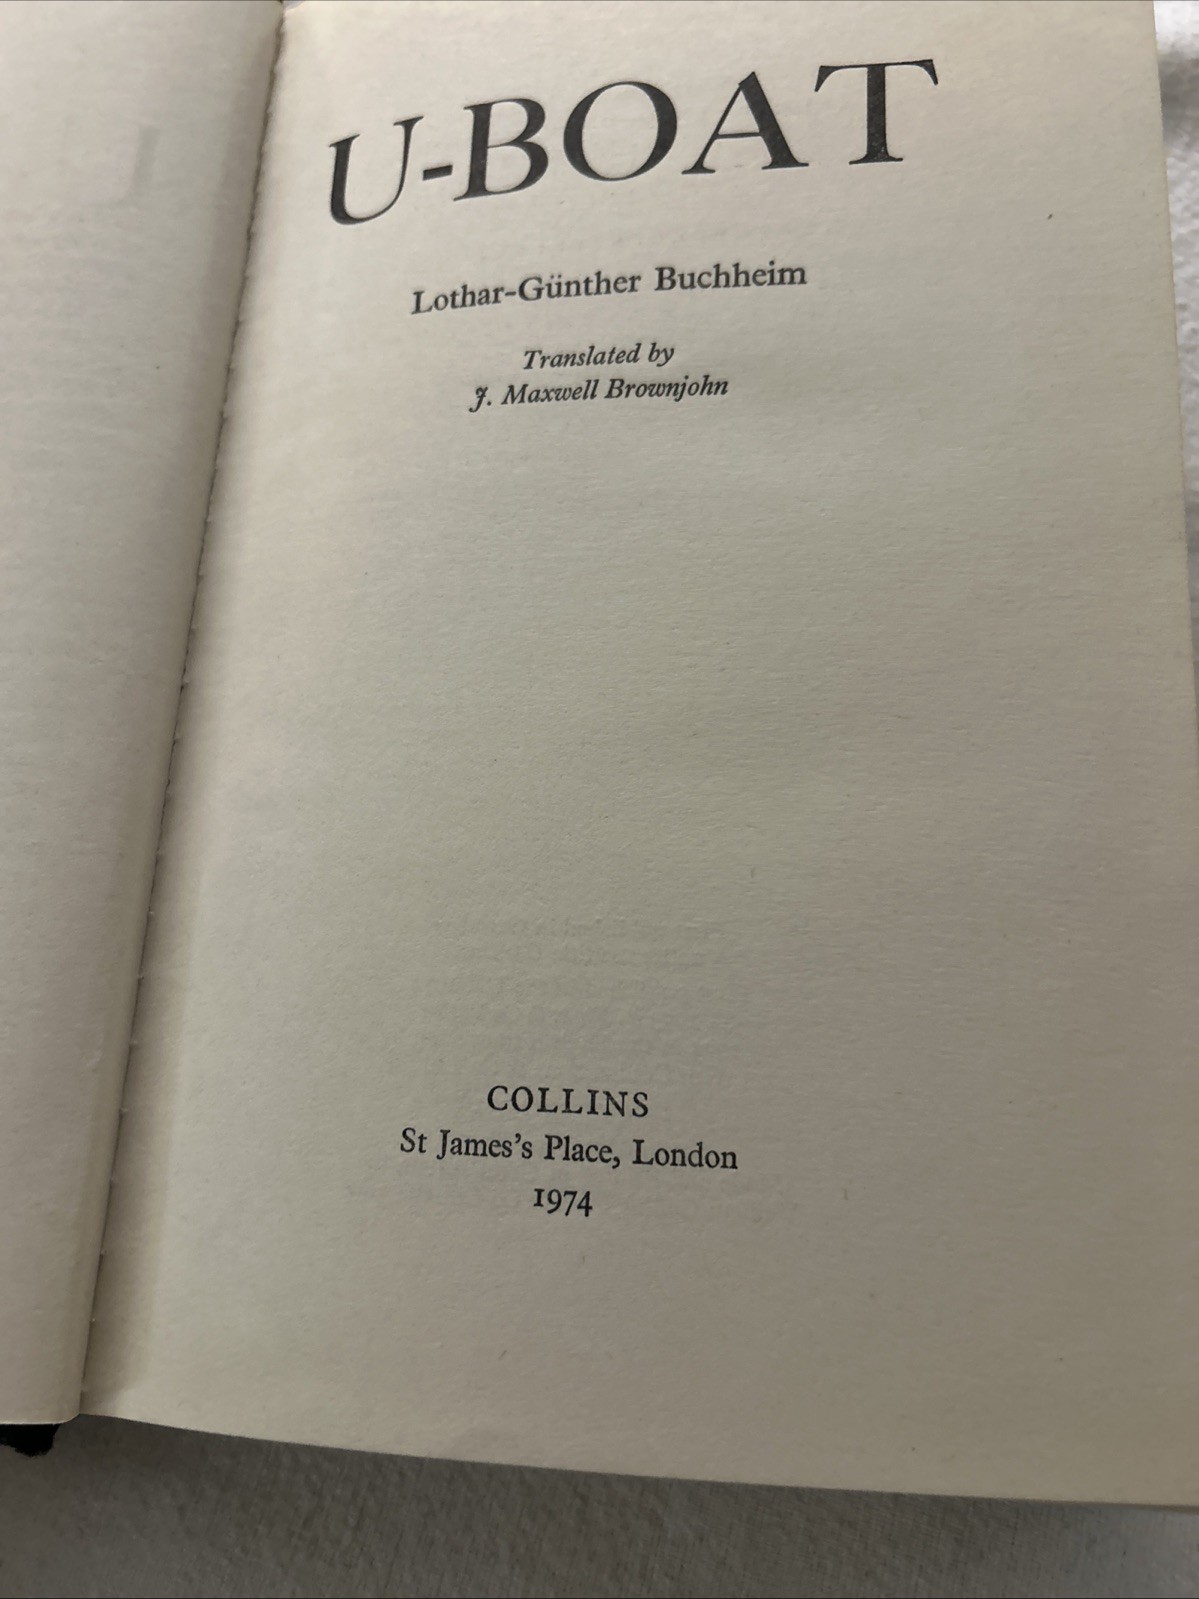 U-BOAT
Lothar-Günther Buchheim
Translated by
J. Maxwell Brownjohn
COLLINS
St James's Place, London
1974